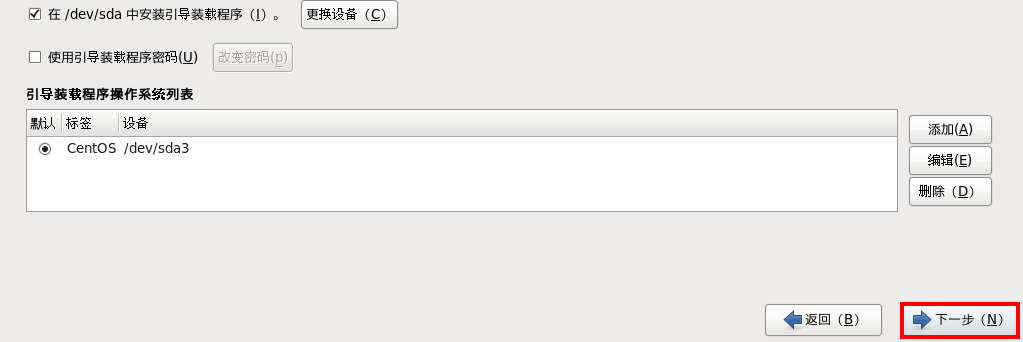 在 /dev/sda 中安装引导装载程序（I）。 更换设备（C）
使用引导装载程序密码(U) 改变密码(p)
引导装载程序操作系统列表
默认 标签 设备
CentOS /dev/sda3
添加(A)
编辑(E)
删除（D）
返回（B） 下一步（N）